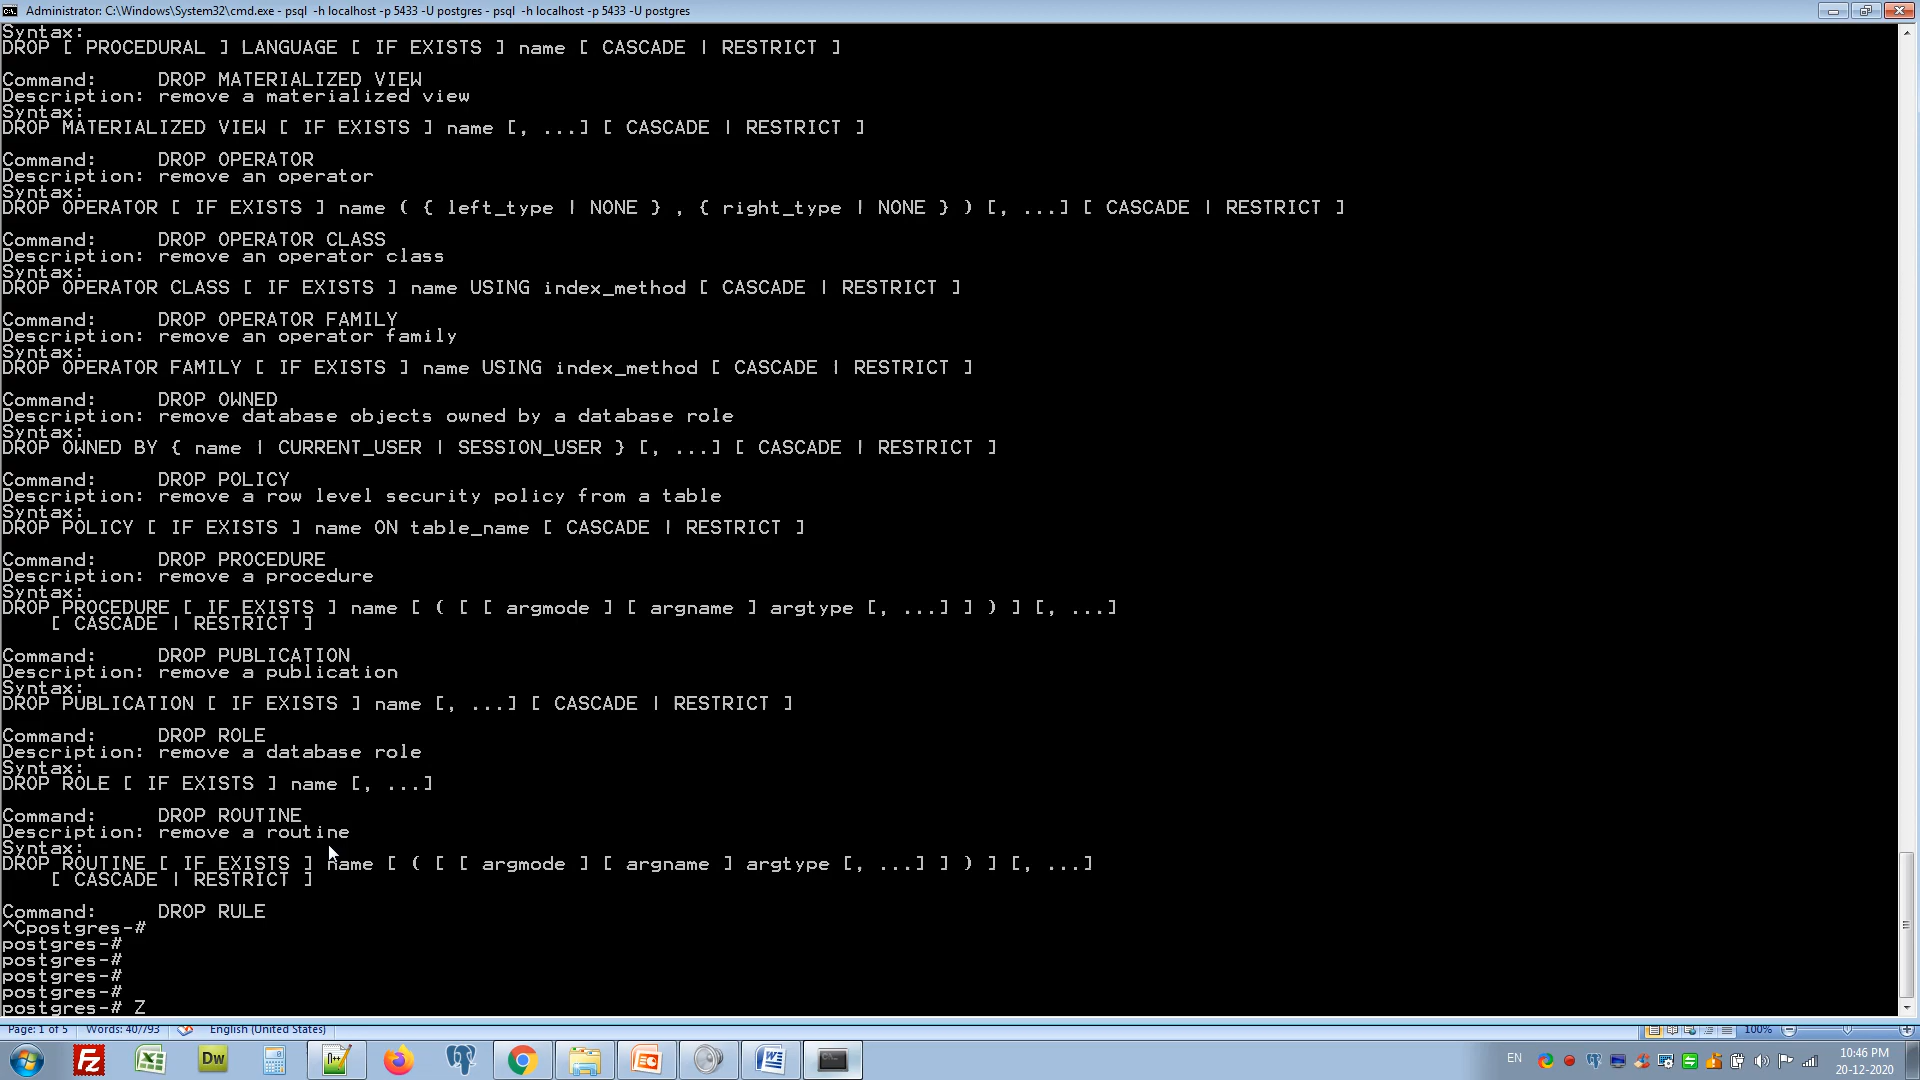 Administrator: C:\Windows\System32\cmd.exe - psql  -h localhost -p 5433 -U postgres - psql  -h localhost -p 5433 -U postgres
Syntax:
DROP [ PROCEDURAL ] LANGUAGE [ IF EXISTS ] name [ CASCADE | RESTRICT ]
Command:     DROP MATERIALIZED VIEW
Description: remove a materialized view
Syntax:
DROP MATERIALIZED VIEW [ IF EXISTS ] name [, ...] [ CASCADE | RESTRICT ]
Command:     DROP OPERATOR
Description: remove an operator
Syntax:
DROP OPERATOR [ IF EXISTS ] name ( { left_type | NONE } , { right_type | NONE } ) [, ...] [ CASCADE | RESTRICT ]
Command:     DROP OPERATOR CLASS
Description: remove an operator class
Syntax:
DROP OPERATOR CLASS [ IF EXISTS ] name USING index_method [ CASCADE | RESTRICT ]
Command:     DROP OPERATOR FAMILY
Description: remove an operator family
Syntax:
DROP OPERATOR FAMILY [ IF EXISTS ] name USING index_method [ CASCADE | RESTRICT ]
Command:     DROP OWNED
Description: remove database objects owned by a database role
Syntax:
DROP OWNED BY { name | CURRENT_USER | SESSION_USER } [, ...] [ CASCADE | RESTRICT ]
Command:     DROP POLICY
Description: remove a row level security policy from a table
Syntax:
DROP POLICY [ IF EXISTS ] name ON table_name [ CASCADE | RESTRICT ]
Command:     DROP PROCEDURE
Description: remove a procedure
Syntax:
DROP PROCEDURE [ IF EXISTS ] name [ ( [ [ argmode ] [ argname ] argtype [, ...] ] ) ] [, ...]
    [ CASCADE | RESTRICT ]
Command:     DROP PUBLICATION
Description: remove a publication
Syntax:
DROP PUBLICATION [ IF EXISTS ] name [, ...] [ CASCADE | RESTRICT ]
Command:     DROP ROLE
Description: remove a database role
Syntax:
DROP ROLE [ IF EXISTS ] name [, ...]
Command:     DROP ROUTINE
Description: remove a routine
Syntax:
DROP ROUTINE [ IF EXISTS ] name [ ( [ [ argmode ] [ argname ] argtype [, ...] ] ) ] [, ...]
    [ CASCADE | RESTRICT ]
Command:     DROP RULE
^Cpostgres-#
postgres-#
postgres-#
postgres-#
postgres-#
postgres-# Z
Page: 1 of 5 Words: 40/793 English (United States) 100%
Fz Dw EN 10:46 PM
20-12-2020